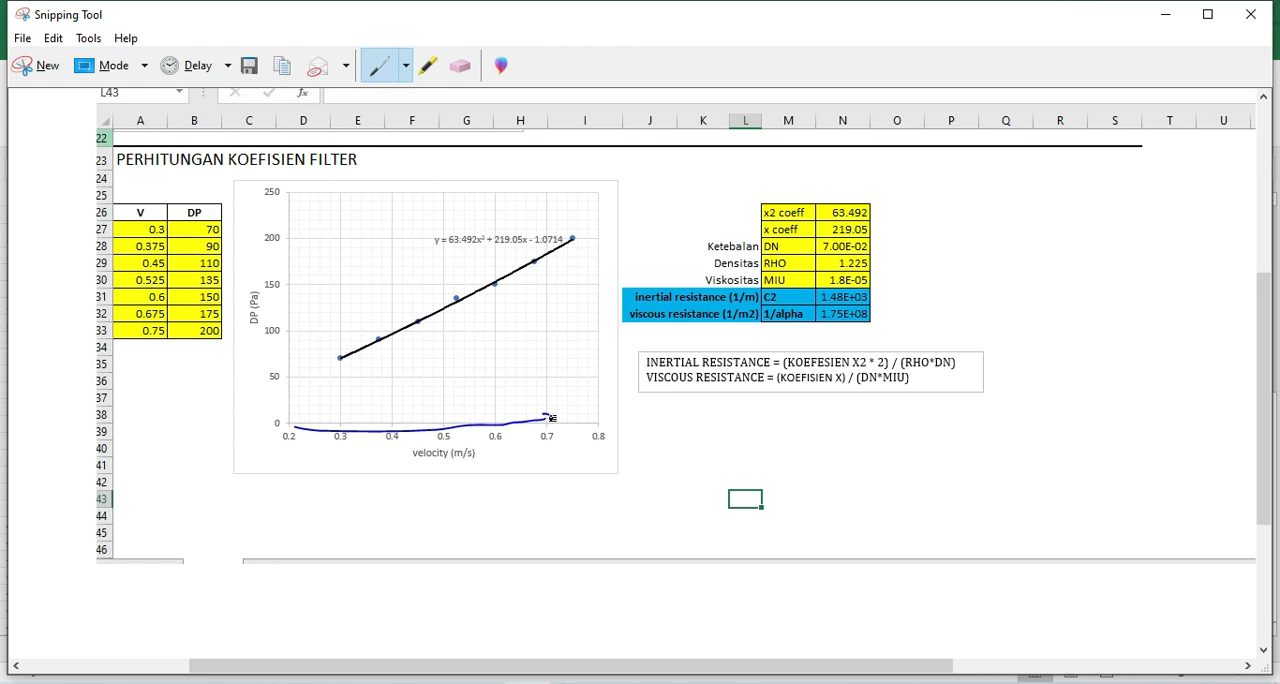 Snipping Tool
File Edit Tools Help
New Mode Delay
L43 fx
A B C D E F G H I J K L M N O P Q R S T U
22
23 PERHITUNGAN KOEFISIEN FILTER
24
25
26 V DP
27 0.3 70
28 0.375 90
29 0.45 110
30 0.525 135
31 0.6 150
32 0.675 175
33 0.75 200
34
35
36
37
38
39
40
41
42
43
44
45
46
250
200
150
100
50
0
DP (Pa)
y = 63.492x² + 219.05x - 1.0714
0.2 0.3 0.4 0.5 0.6 0.7 0.8
velocity (m/s)
x2 coeff 63.492
x coeff 219.05
Ketebalan DN 7.00E-02
Densitas RHO 1.225
Viskositas MIU 1.8E-05
inertial resistance (1/m) C2 1.48E+03
viscous resistance (1/m2) 1/alpha 1.75E+08
INERTIAL RESISTANCE = (KOEFESIEN X2 * 2) / (RHO*DN)
VISCOUS RESISTANCE = (KOEFISIEN X) / (DN*MIU)